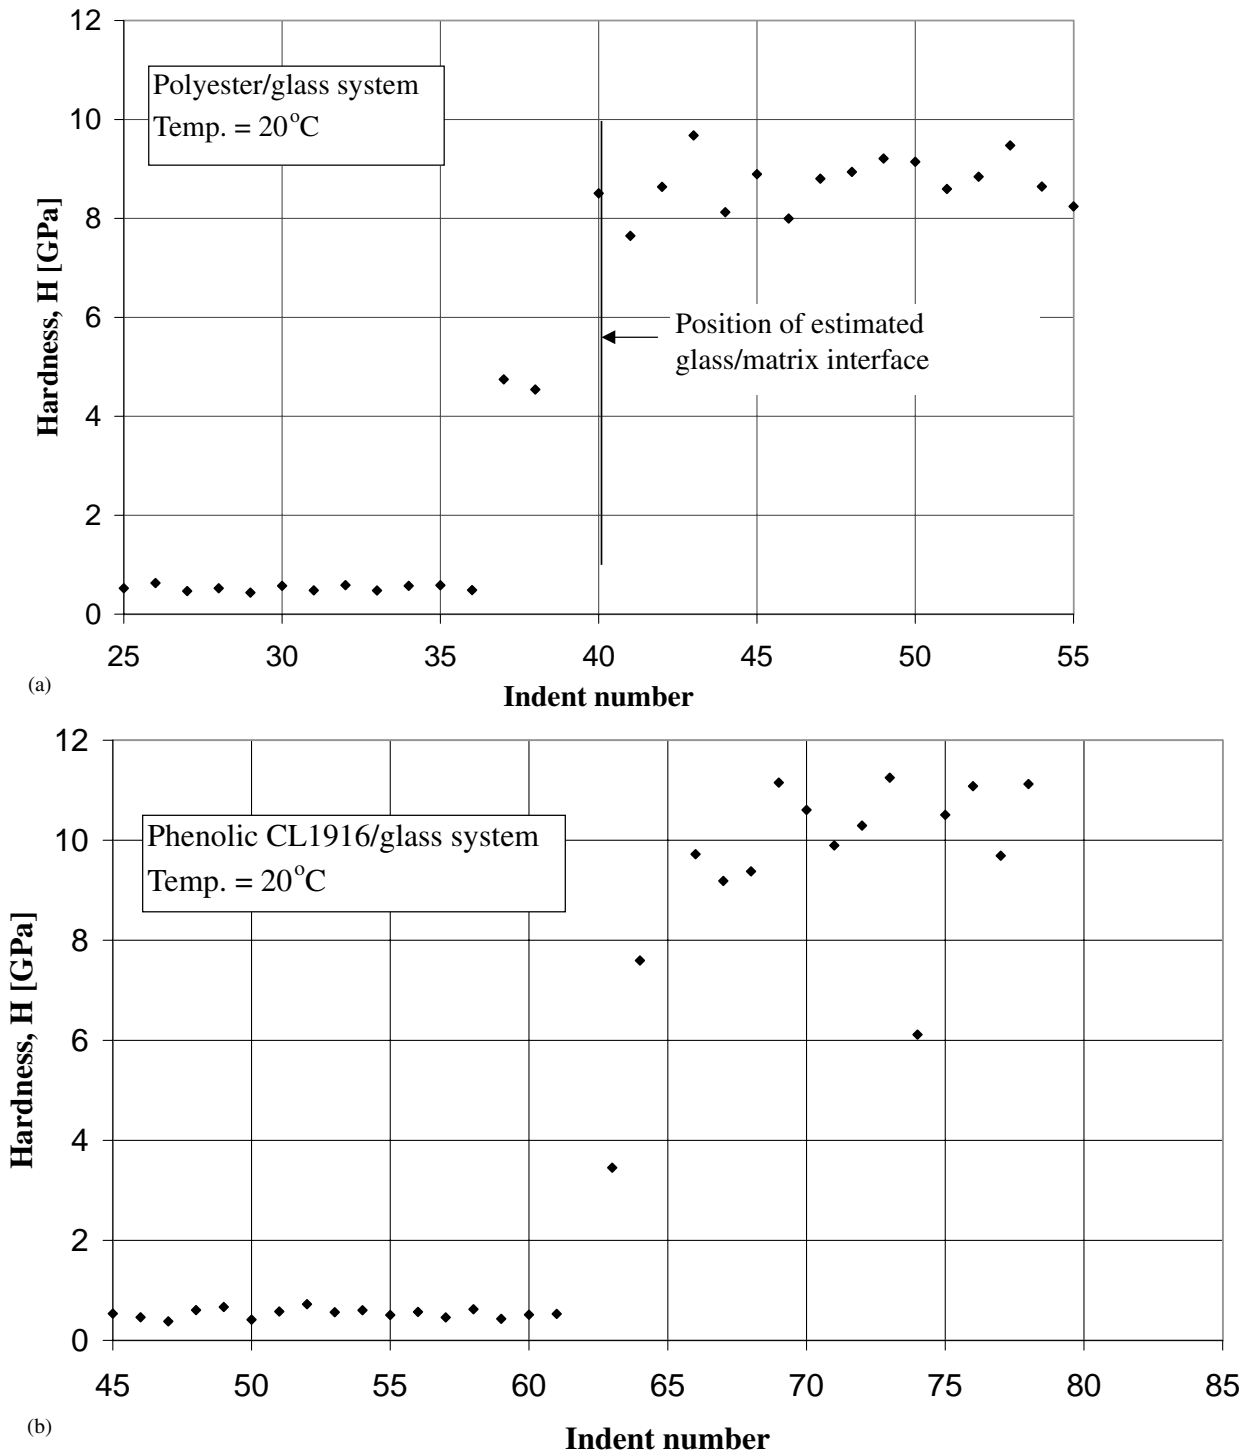 12
10
8
6
4
2
0
Hardness, H [GPa]
Polyester/glass system
Temp. = 20°C
Position of estimated
glass/matrix interface
25 30 35 40 45 50 55
Indent number
(a)
12
10
8
6
4
2
0
Hardness, H [GPa]
Phenolic CL1916/glass system
Temp. = 20°C
45 50 55 60 65 70 75 80 85
Indent number
(b)